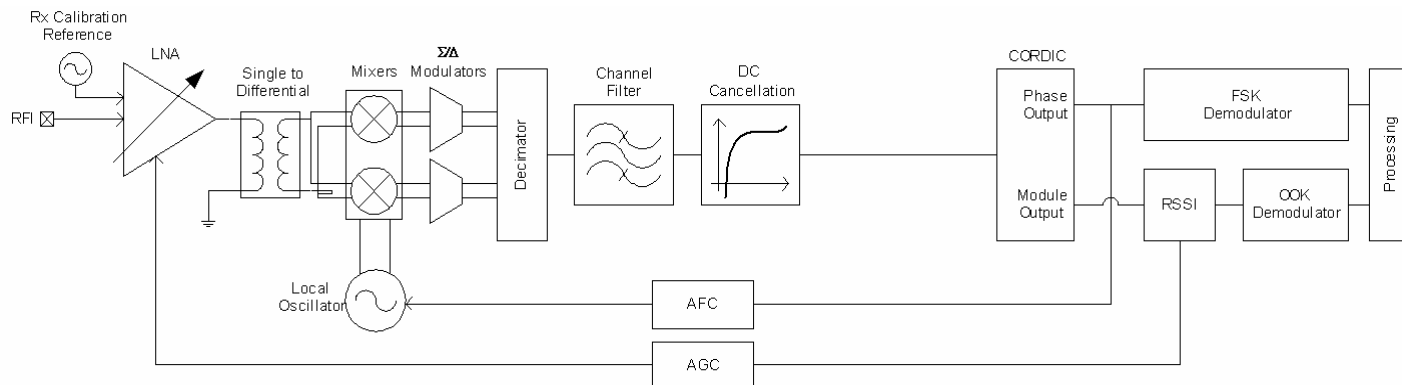 Rx Calibration
Reference
LNA
RFI
Single to
Differential
Mixers
Σ/Δ
Modulators
Decimator
Channel
Filter
DC
Cancellation
CORDIC
Phase
Output
Module
Output
FSK
Demodulator
RSSI
OOK
Demodulator
Processing
Local
Oscillator
AFC
AGC